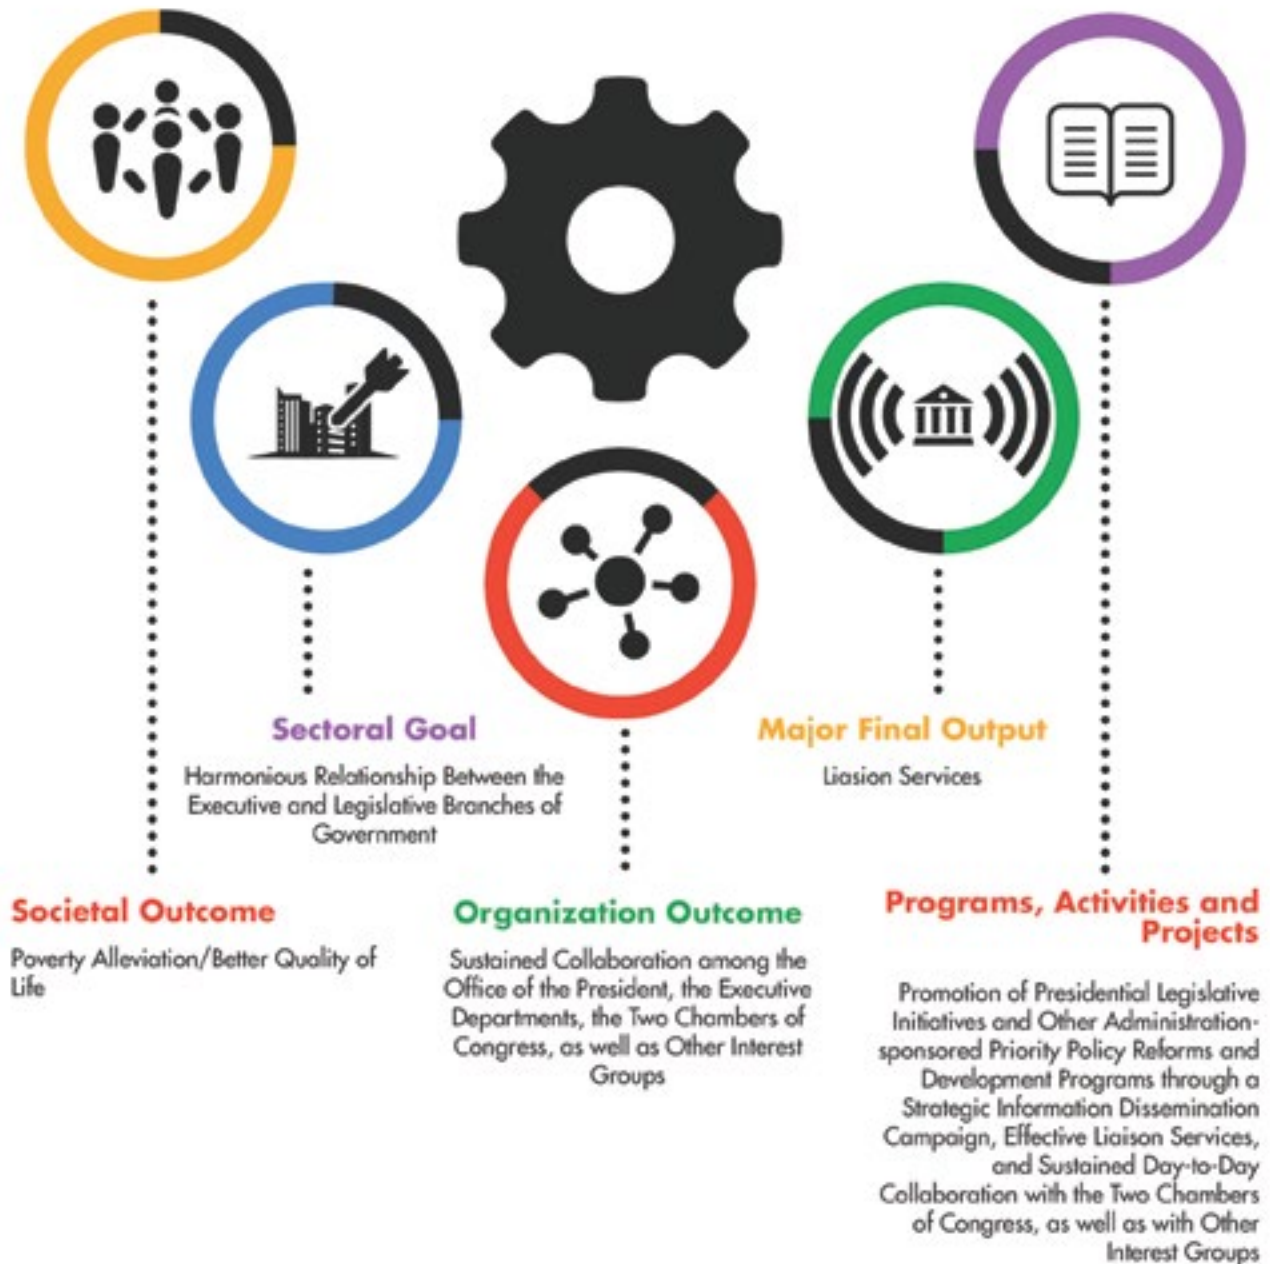 Sectoral Goal
Harmonious Relationship Between the
Executive and Legislative Branches of
Government
Major Final Output
Liasion Services
Societal Outcome
Poverty Alleviation/Better Quality of
Life
Organization Outcome
Sustained Collaboration among the
Office of the President, the Executive
Departments, the Two Chambers of
Congress, as well as Other Interest
Groups
Programs, Activities and
Projects
Promotion of Presidential Legislative
Initiatives and Other Administration-
sponsored Priority Policy Reforms and
Development Programs through a
Strategic Information Dissemination
Campaign, Effective Liaison Services,
and Sustained Day-to-Day
Collaboration with the Two Chambers
of Congress, as well as with Other
Interest Groups